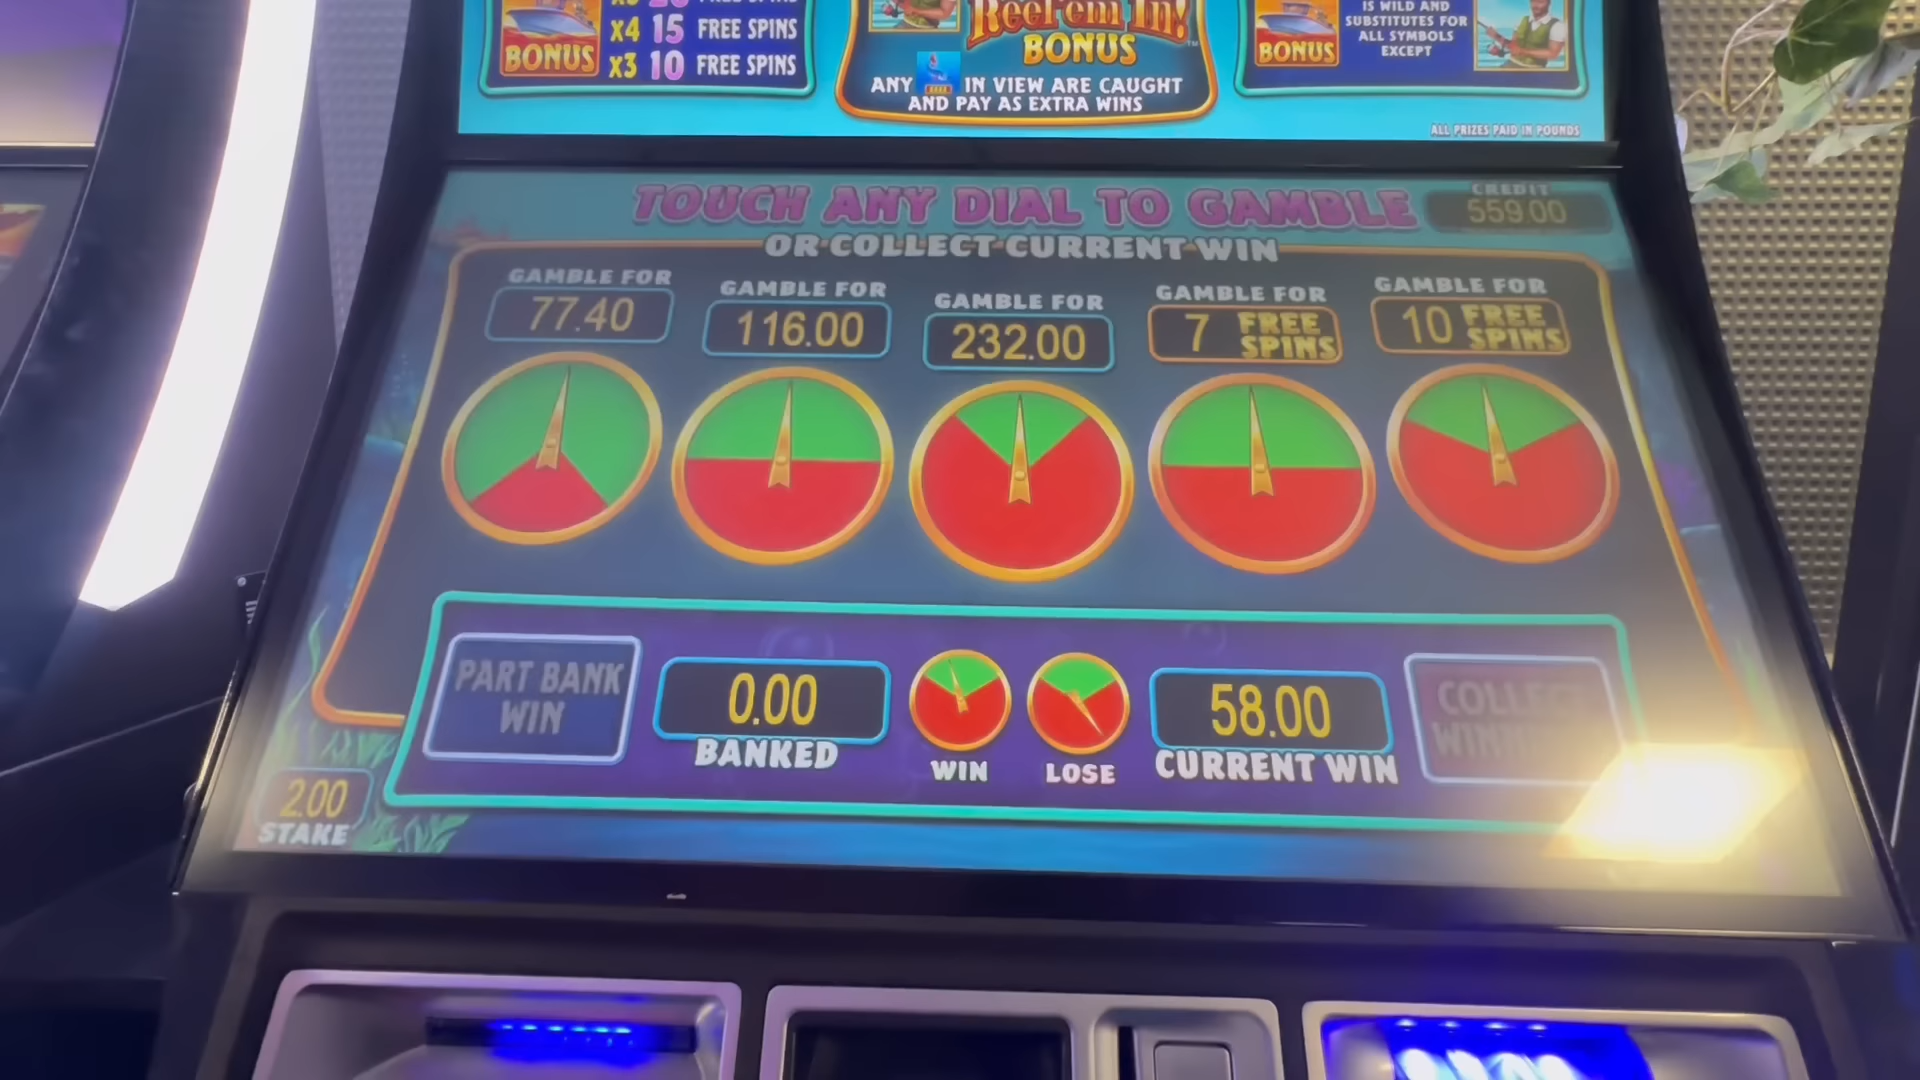 FREE SPINS
BONUS
x4 15 FREE SPINS
x3 10 FREE SPINS
Reel'em In!
BONUS
ANY IN VIEW ARE CAUGHT
AND PAY AS EXTRA WINS
BONUS
IS WILD AND
SUBSTITUTES FOR
ALL SYMBOLS
EXCEPT
ALL PRIZES PAID IN POUNDS
TOUCH ANY DIAL TO GAMBLE
OR COLLECT CURRENT WIN
CREDIT
559.00
GAMBLE FOR
77.40
GAMBLE FOR
116.00
GAMBLE FOR
232.00
GAMBLE FOR
7 FREE SPINS
GAMBLE FOR
10 FREE SPINS
PART BANK
WIN
0.00
BANKED
WIN
LOSE
58.00
CURRENT WIN
COLLECT
2.00
STAKE